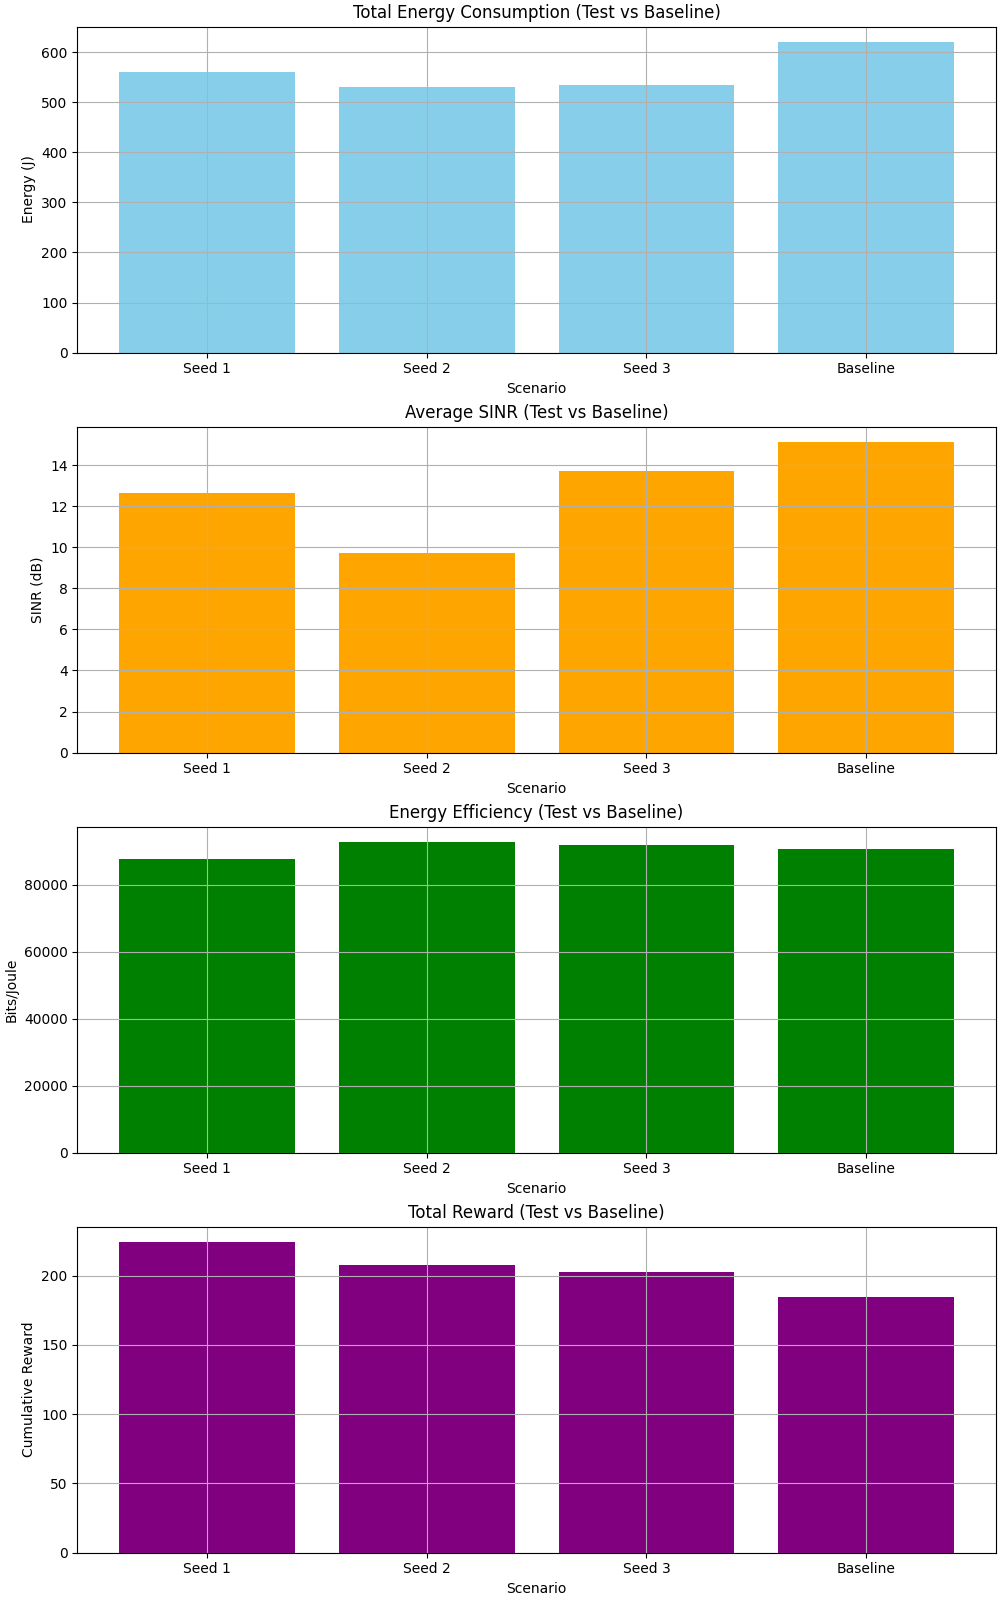 Total Energy Consumption (Test vs Baseline)
600
500
400
300
200
100
0
Energy (J)
Seed 1 Seed 2 Seed 3 Baseline
Scenario
Average SINR (Test vs Baseline)
14
12
10
8
6
4
2
0
SINR (dB)
Seed 1 Seed 2 Seed 3 Baseline
Scenario
Energy Efficiency (Test vs Baseline)
80000
60000
40000
20000
0
Bits/Joule
Seed 1 Seed 2 Seed 3 Baseline
Scenario
Total Reward (Test vs Baseline)
200
150
100
50
0
Cumulative Reward
Seed 1 Seed 2 Seed 3 Baseline
Scenario